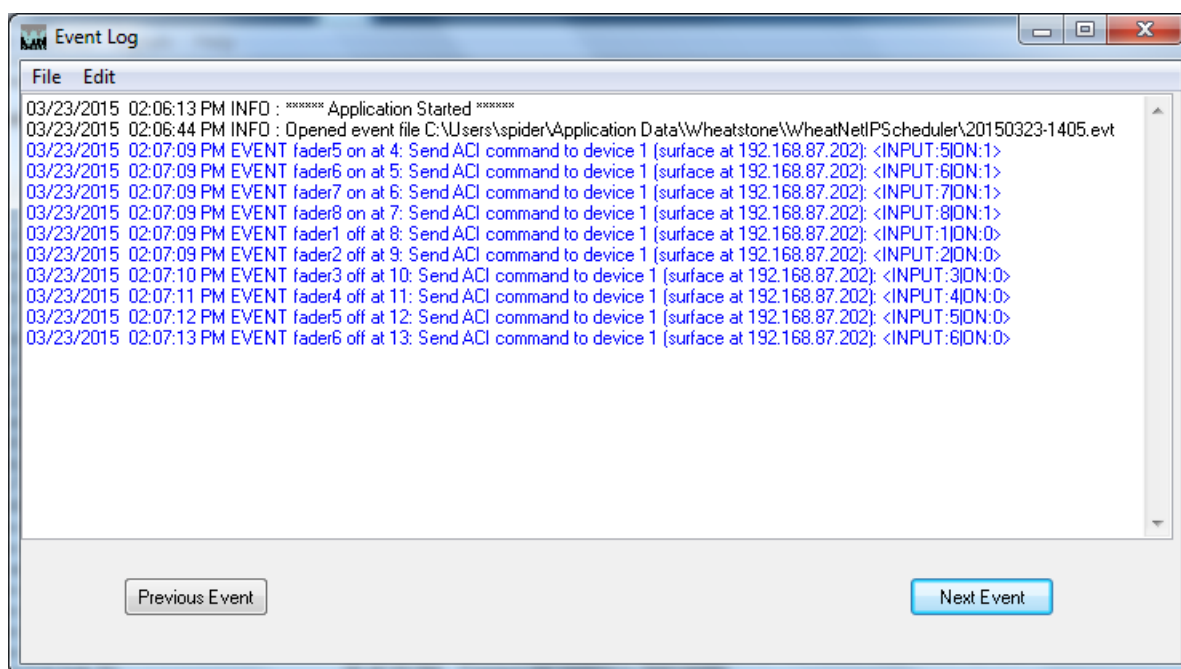 Event Log
File Edit
03/23/2015 02:06:13 PM INFO : ****** Application Started ******
03/23/2015 02:06:44 PM INFO : Opened event file C:\Users\spider\Application Data\Wheatstone\WheatNetIPScheduler\20150323-1405.evt
03/23/2015 02:07:09 PM EVENT fader5 on at 4: Send ACI command to device 1 (surface at 192.168.87.202): <INPUT:5|ON:1>
03/23/2015 02:07:09 PM EVENT fader6 on at 5: Send ACI command to device 1 (surface at 192.168.87.202): <INPUT:6|ON:1>
03/23/2015 02:07:09 PM EVENT fader7 on at 6: Send ACI command to device 1 (surface at 192.168.87.202): <INPUT:7|ON:1>
03/23/2015 02:07:09 PM EVENT fader8 on at 7: Send ACI command to device 1 (surface at 192.168.87.202): <INPUT:8|ON:1>
03/23/2015 02:07:09 PM EVENT fader1 off at 8: Send ACI command to device 1 (surface at 192.168.87.202): <INPUT:1|ON:0>
03/23/2015 02:07:09 PM EVENT fader2 off at 9: Send ACI command to device 1 (surface at 192.168.87.202): <INPUT:2|ON:0>
03/23/2015 02:07:10 PM EVENT fader3 off at 10: Send ACI command to device 1 (surface at 192.168.87.202): <INPUT:3|ON:0>
03/23/2015 02:07:11 PM EVENT fader4 off at 11: Send ACI command to device 1 (surface at 192.168.87.202): <INPUT:4|ON:0>
03/23/2015 02:07:12 PM EVENT fader5 off at 12: Send ACI command to device 1 (surface at 192.168.87.202): <INPUT:5|ON:0>
03/23/2015 02:07:13 PM EVENT fader6 off at 13: Send ACI command to device 1 (surface at 192.168.87.202): <INPUT:6|ON:0>
Previous Event
Next Event